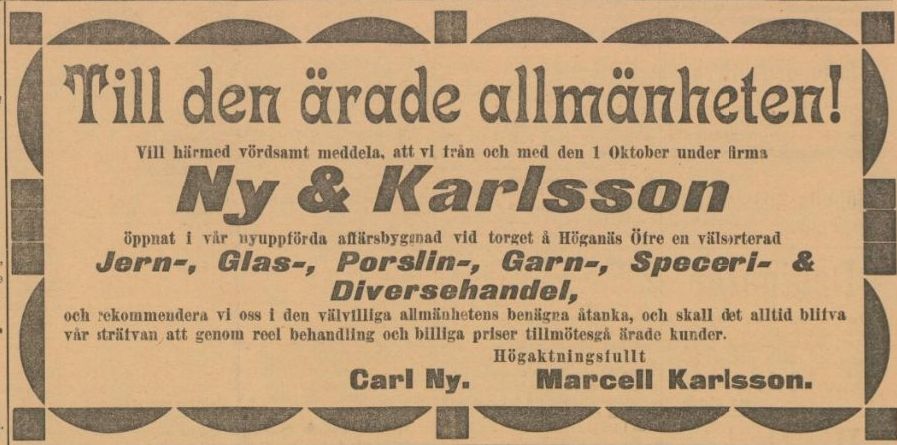 Till den ärade allmänheten!
Vill härmed vördsamt meddela, att vi från och med den 1 Oktober under firma
Ny & Karlsson
öppnat i vår nyuppförda affärsbyggnad vid torget å Höganäs Öfre en välsorterad
Jern-, Glas-, Porslin-, Garn-, Speceri- &
Diversehandel,
och rekommendera vi oss i den välvilliga allmänhetens benägna åtanka, och skall det alltid blifva
vår sträfvan att genom reel behandling och billiga priser tillmötesgå ärade kunder.
Högaktningsfullt
Carl Ny. Marcell Karlsson.